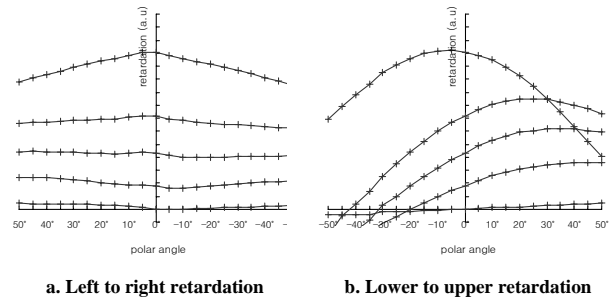 retardation (a. u)
50° 40° 30° 20° 10° 0° −10° −20° −30° −40° −
polar angle
a. Left to right retardation
retardation (a.u)
−50° −40° −30° −20° −10° 0° 10° 20° 30° 40° 50°
polar angle
b. Lower to upper retardation